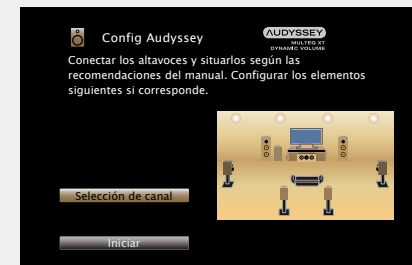 Config Audyssey
AUDYSSEY
MULTEQ XT
DYNAMIC VOLUME
Conectar los altavoces y situarlos según las
recomendaciones del manual. Configurar los elementos
siguientes si corresponde.
Selección de canal
Iniciar